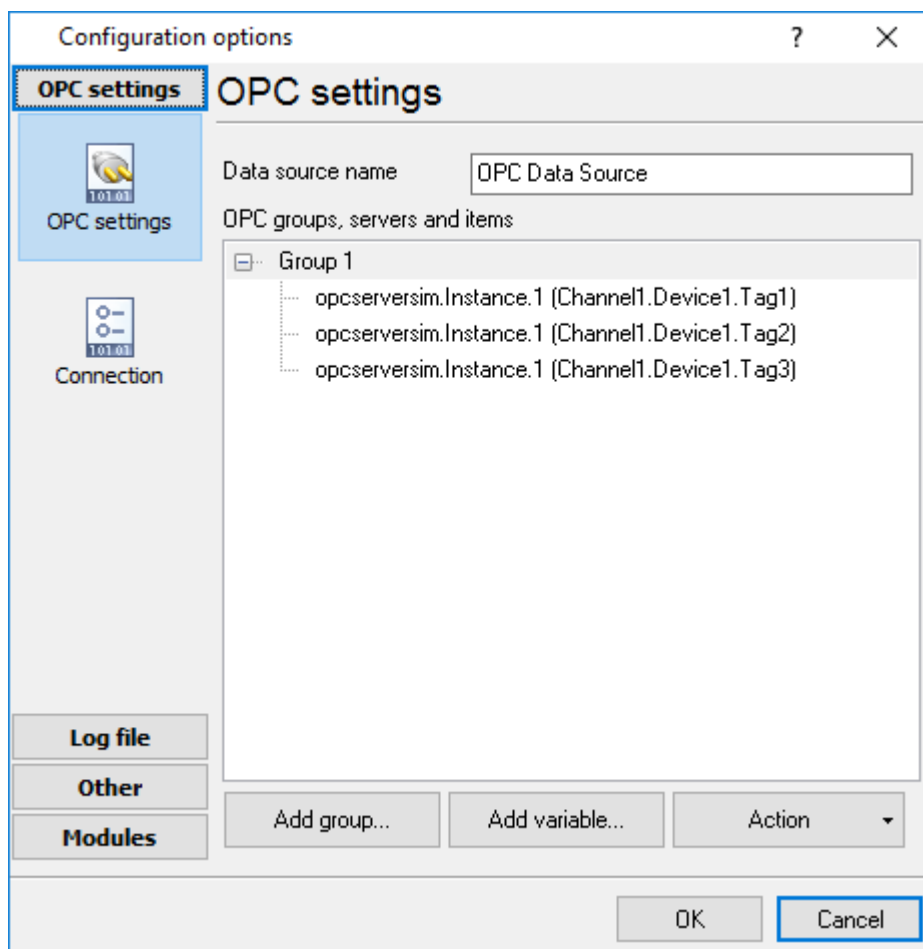 Configuration options
?
OPC settings
OPC settings
101.01
OPC settings
101.01
Connection
Log file
Other
Modules
Data source name
OPC Data Source
OPC groups, servers and items
Group 1
opcserversim.Instance.1 (Channel1.Device1.Tag1)
opcserversim.Instance.1 (Channel1.Device1.Tag2)
opcserversim.Instance.1 (Channel1.Device1.Tag3)
Add group...
Add variable...
Action
OK
Cancel